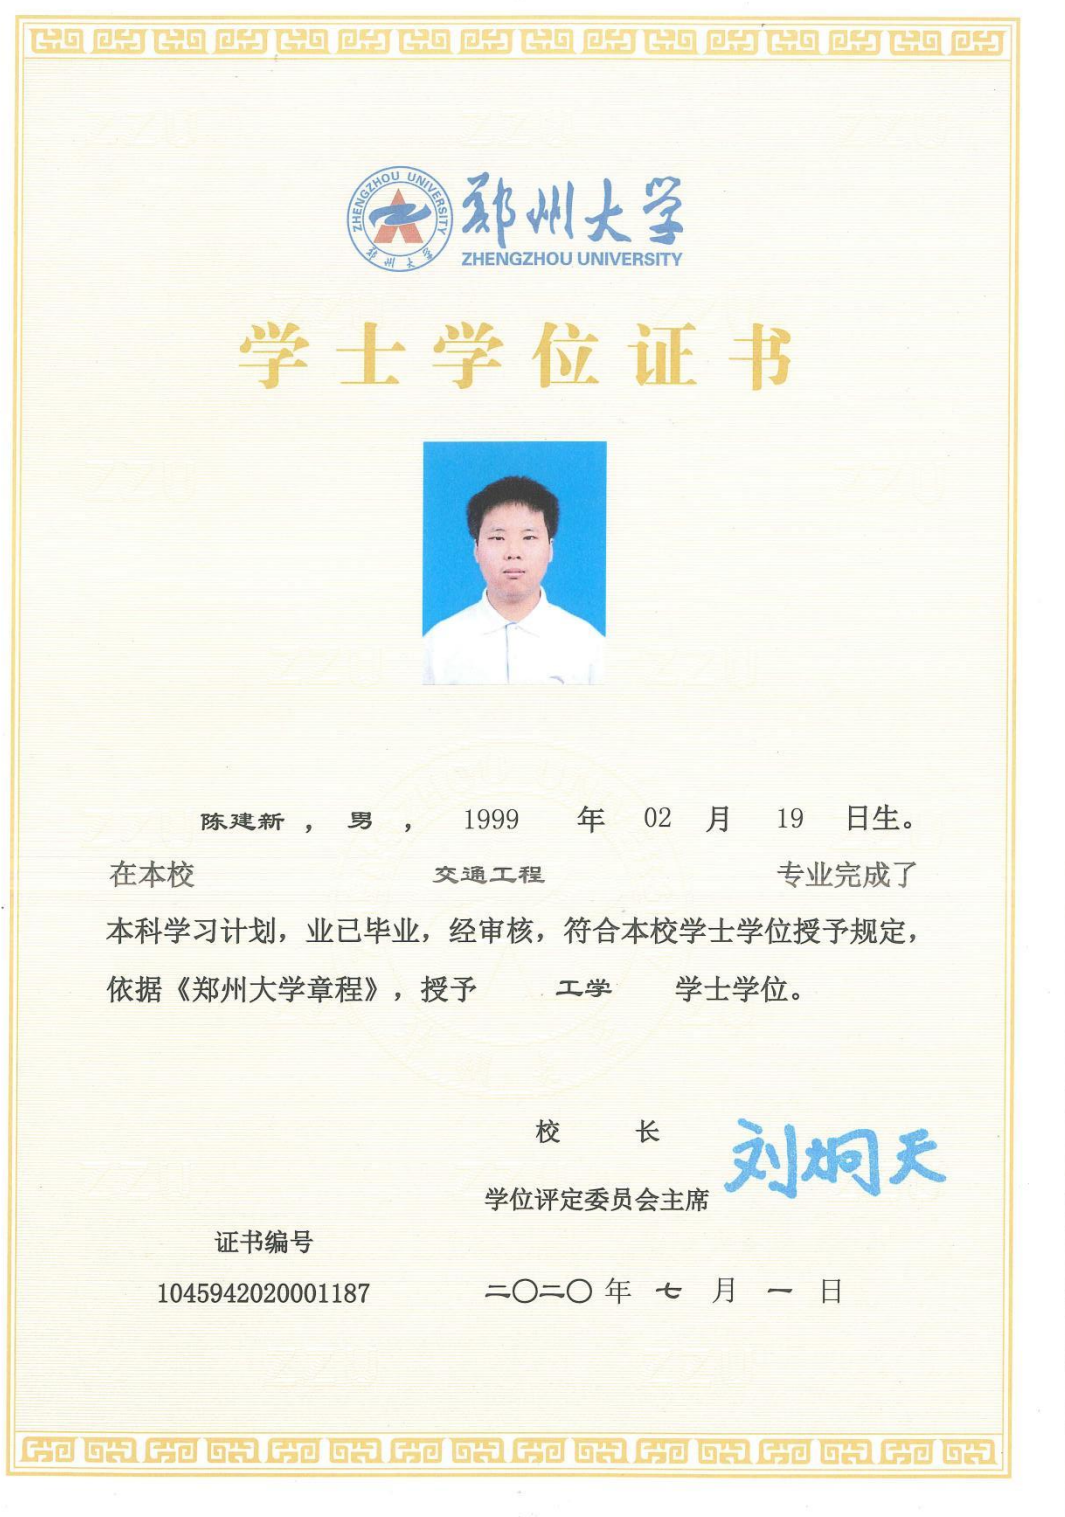 ZHENGZHOU UNIVERSITY
郑州大学
郑州大学
ZHENGZHOU UNIVERSITY
学士学位证书
陈建新 , 男 , 1999 年 02 月 19 日生。
在本校 交通工程 专业完成了
本科学习计划，业已毕业，经审核，符合本校学士学位授予规定，
依据《郑州大学章程》，授予 工学 学士学位。
校 长
刘炯天
学位评定委员会主席
证书编号
1045942020001187
二〇二〇 年 七 月 一 日